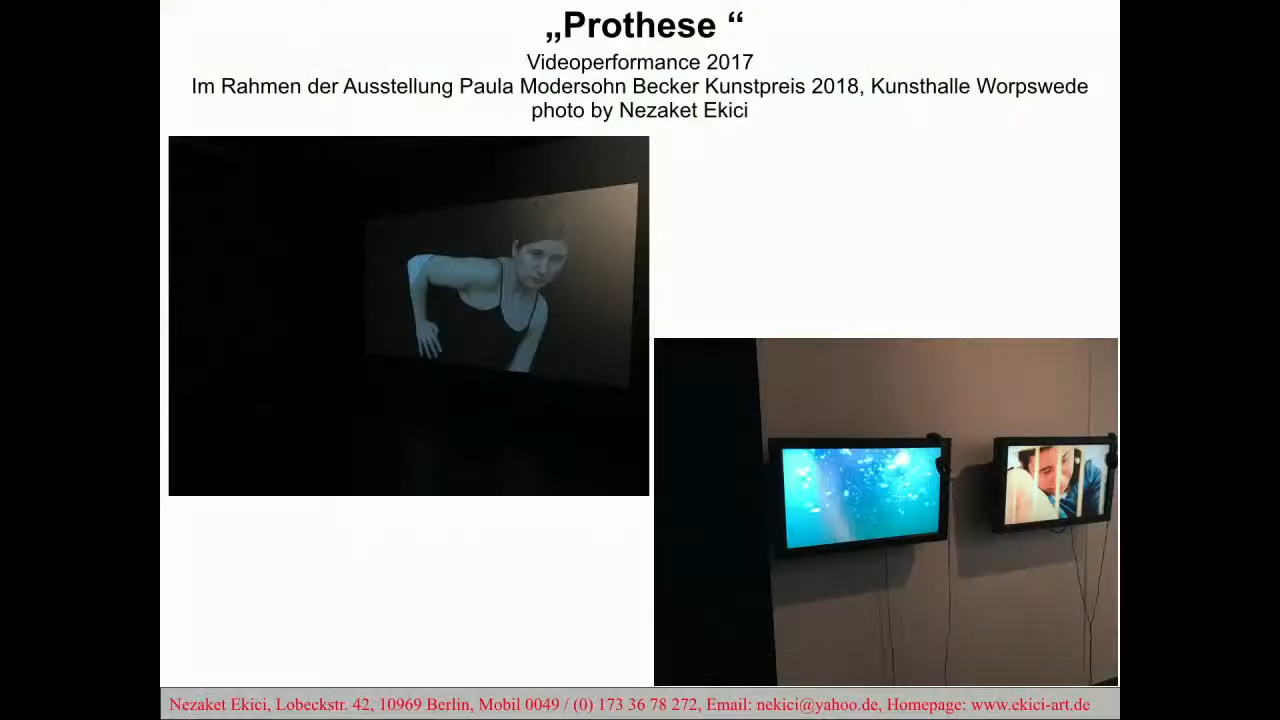 „Prothese “
Videoperformance 2017
Im Rahmen der Ausstellung Paula Modersohn Becker Kunstpreis 2018, Kunsthalle Worpswede
photo by Nezaket Ekici
Nezaket Ekici, Lobeckstr. 42, 10969 Berlin, Mobil 0049 / (0) 173 36 78 272, Email: nekici@yahoo.de, Homepage: www.ekici-art.de